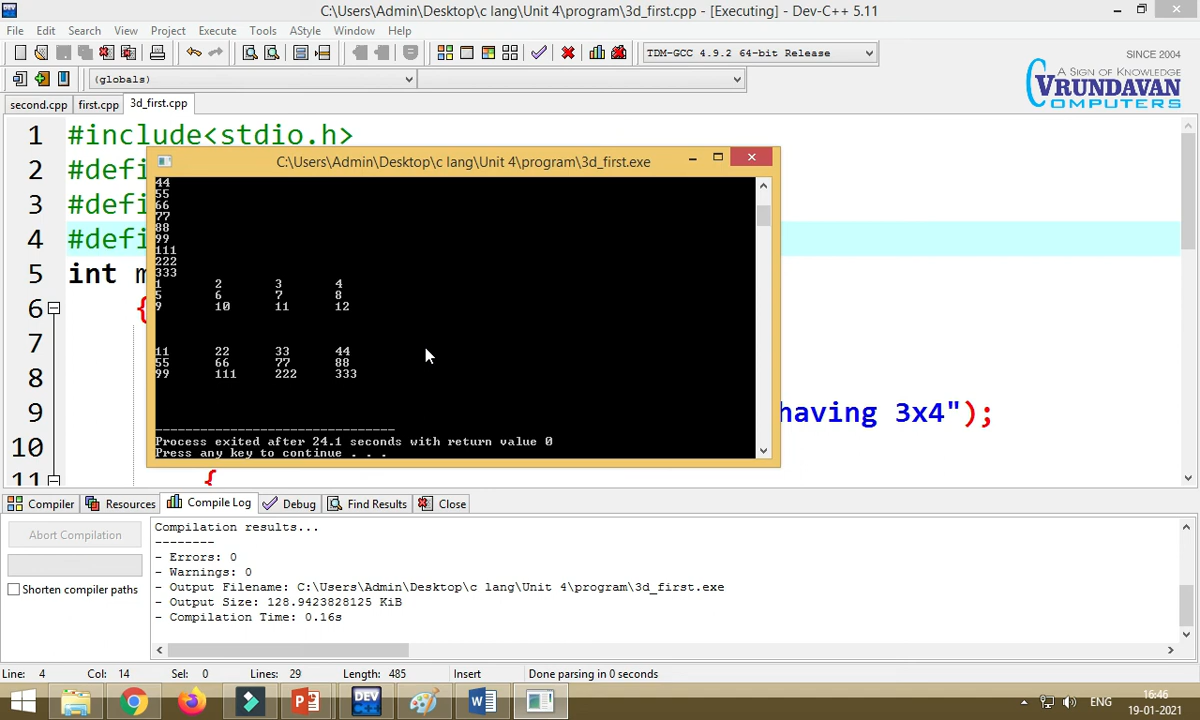 C:\Users\Admin\Desktop\c lang\Unit 4\program\3d_first.cpp - [Executing] - Dev-C++ 5.11
File Edit Search View Project Execute Tools AStyle Window Help
TDM-GCC 4.9.2 64-bit Release
(globals)
SINCE 2004
A SIGN OF KNOWLEDGE
VRUNDAVAN
COMPUTERS
second.cpp first.cpp 3d_first.cpp
1 #include<stdio.h>
2 #defi
3 #defi
4 #defi
5 int m
6 {
7
8
9 having 3x4");
10
11 {
C:\Users\Admin\Desktop\c lang\Unit 4\program\3d_first.exe
44
55
66
77
88
99
111
222
333
1 2 3 4
5 6 7 8
9 10 11 12
11 22 33 44
55 66 77 88
99 111 222 333
--------------------------------
Process exited after 24.1 seconds with return value 0
Press any key to continue . . .
Compiler Resources Compile Log Debug Find Results Close
Abort Compilation
Shorten compiler paths
Compilation results...
--------
- Errors: 0
- Warnings: 0
- Output Filename: C:\Users\Admin\Desktop\c lang\Unit 4\program\3d_first.exe
- Output Size: 128.9423828125 KiB
- Compilation Time: 0.16s
Line: 4 Col: 14 Sel: 0 Lines: 29 Length: 485 Insert Done parsing in 0 seconds
DEV
ENG
16:46
19-01-2021